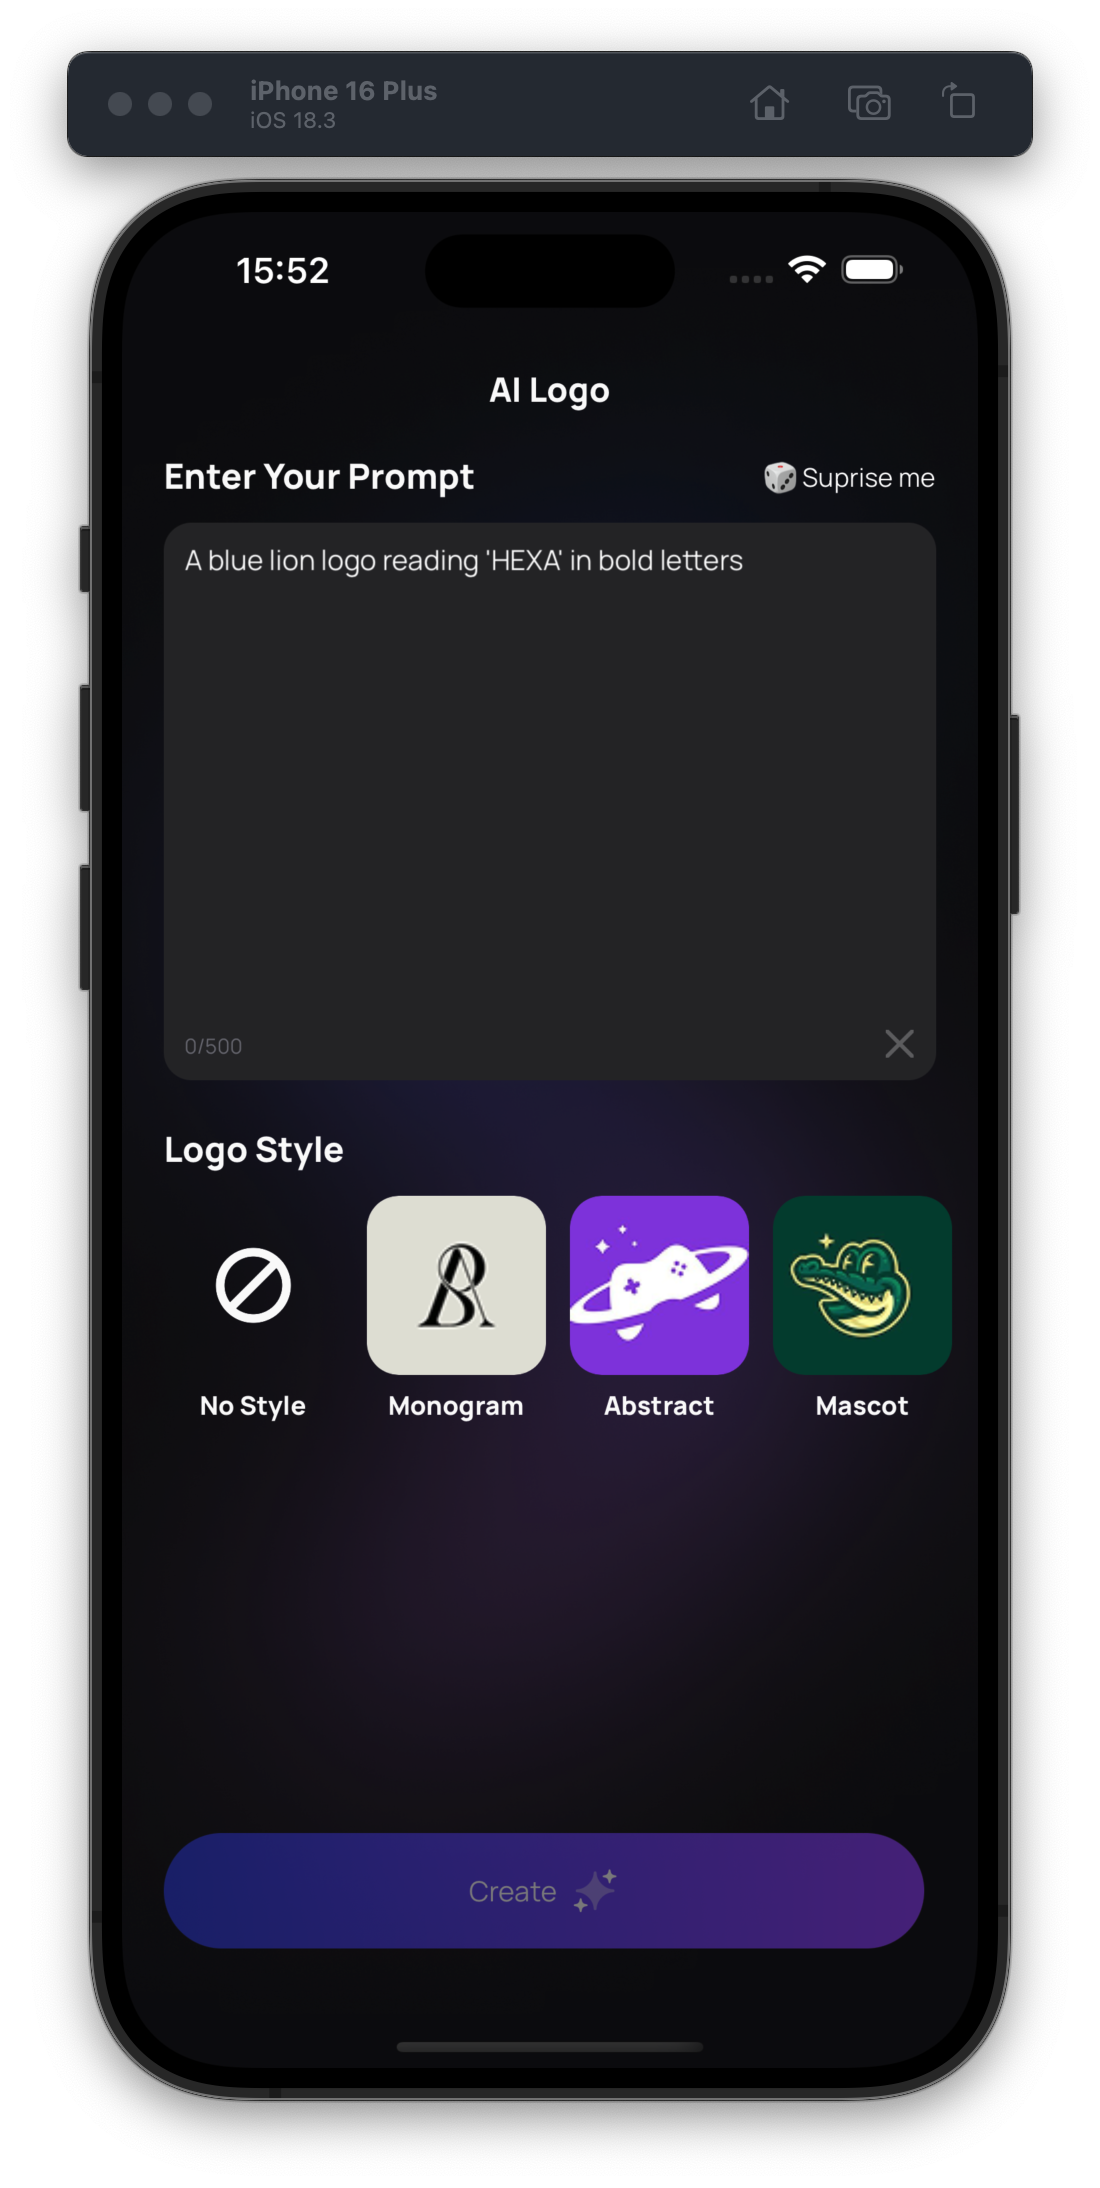 iPhone 16 Plus
iOS 18.3
15:52
AI Logo
Enter Your Prompt
Suprise me
A blue lion logo reading 'HEXA' in bold letters
0/500
Logo Style
No Style
Monogram
Abstract
Mascot
Create